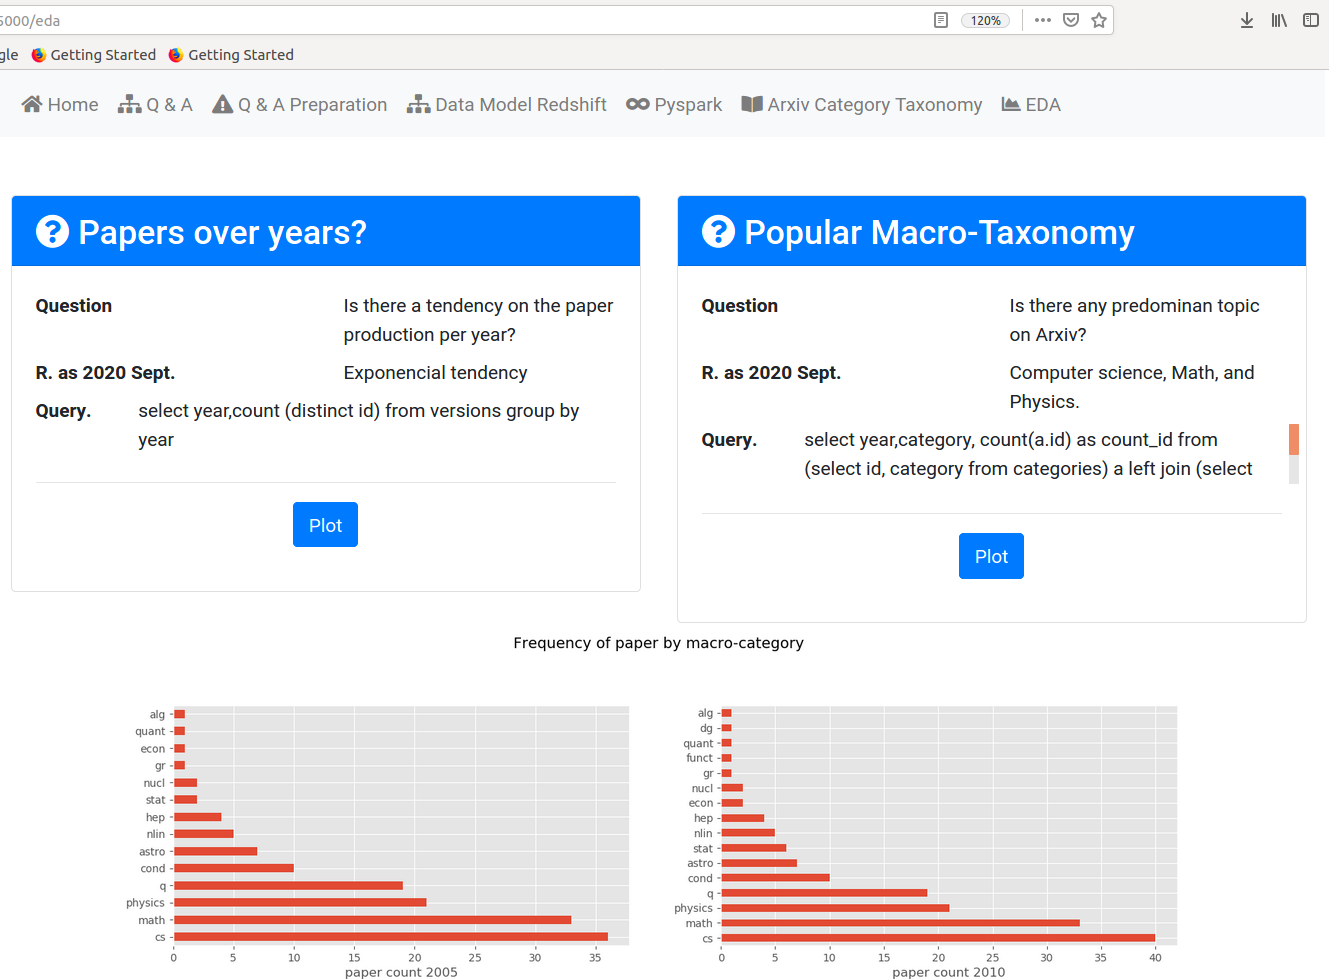 5000/eda
120%
gle Getting Started Getting Started
Home Q & A Q & A Preparation Data Model Redshift Pyspark Arxiv Category Taxonomy EDA
Papers over years?
Question
Is there a tendency on the paper
production per year?
R. as 2020 Sept.
Exponencial tendency
Query.
select year,count (distinct id) from versions group by
year
Plot
Popular Macro-Taxonomy
Question
Is there any predominan topic
on Arxiv?
R. as 2020 Sept.
Computer science, Math, and
Physics.
Query.
select year,category, count(a.id) as count_id from
(select id, category from categories) a left join (select
Plot
Frequency of paper by macro-category
alg
quant
econ
gr
nucl
stat
hep
nlin
astro
cond
q
physics
math
cs
0 5 10 15 20 25 30 35
paper count 2005
alg
dg
quant
funct
gr
nucl
econ
hep
nlin
stat
astro
cond
q
physics
math
cs
0 5 10 15 20 25 30 35 40
paper count 2010